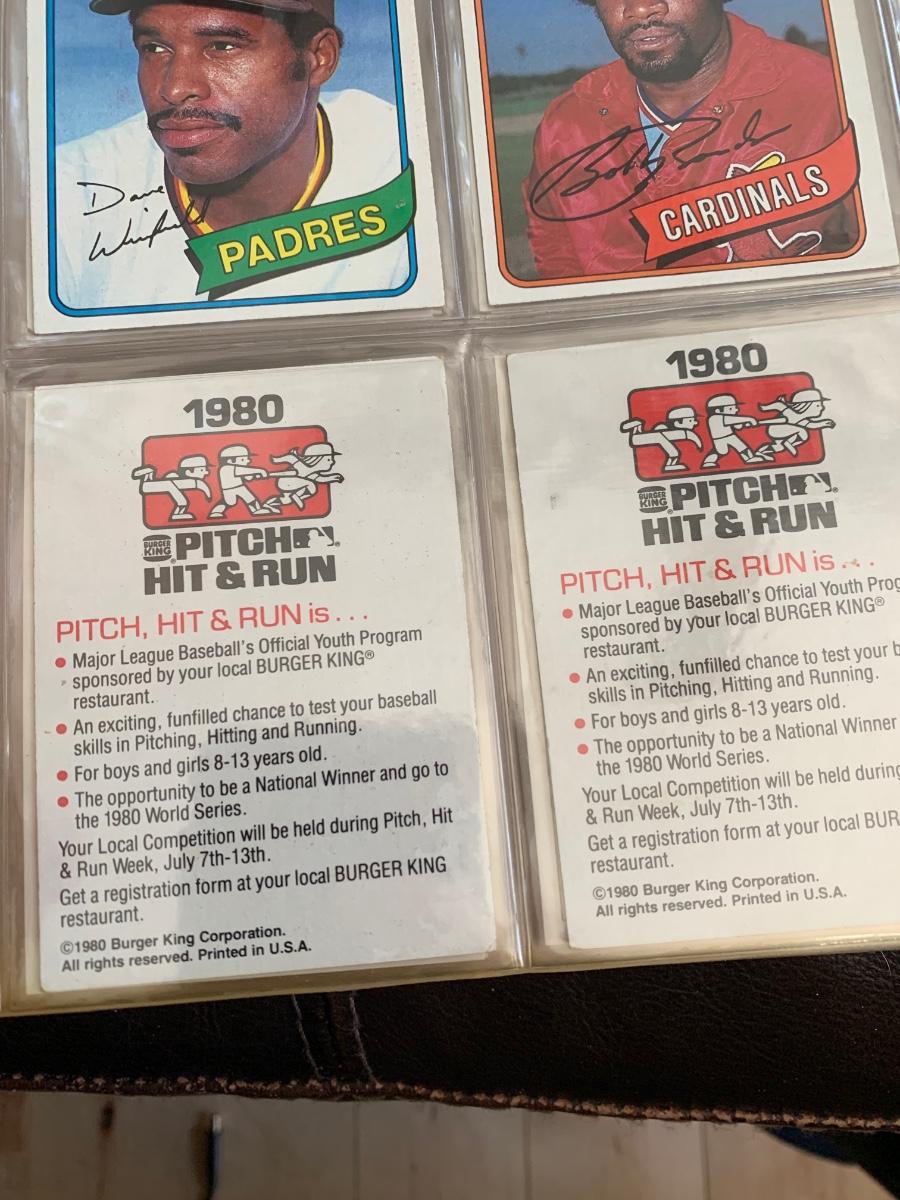 Dave
Winfield
PADRES
Bobby Bonds
CARDINALS
1980
BURGER KING PITCH
HIT & RUN
PITCH, HIT & RUN is...
• Major League Baseball's Official Youth Program
sponsored by your local BURGER KING®
restaurant.
• An exciting, funfilled chance to test your baseball
skills in Pitching, Hitting and Running.
• For boys and girls 8-13 years old.
• The opportunity to be a National Winner and go to
the 1980 World Series.
Your Local Competition will be held during Pitch, Hit
& Run Week, July 7th-13th.
Get a registration form at your local BURGER KING
restaurant.
©1980 Burger King Corporation.
All rights reserved. Printed in U.S.A.
1980
BURGER KING PITCH
HIT & RUN
PITCH, HIT & RUN is...
• Major League Baseball's Official Youth Prog
sponsored by your local BURGER KING®
restaurant.
• An exciting, funfilled chance to test your b
skills in Pitching, Hitting and Running.
• For boys and girls 8-13 years old.
• The opportunity to be a National Winner
the 1980 World Series.
Your Local Competition will be held during
& Run Week, July 7th-13th.
Get a registration form at your local BUR
restaurant.
©1980 Burger King Corporation.
All rights reserved. Printed in U.S.A.